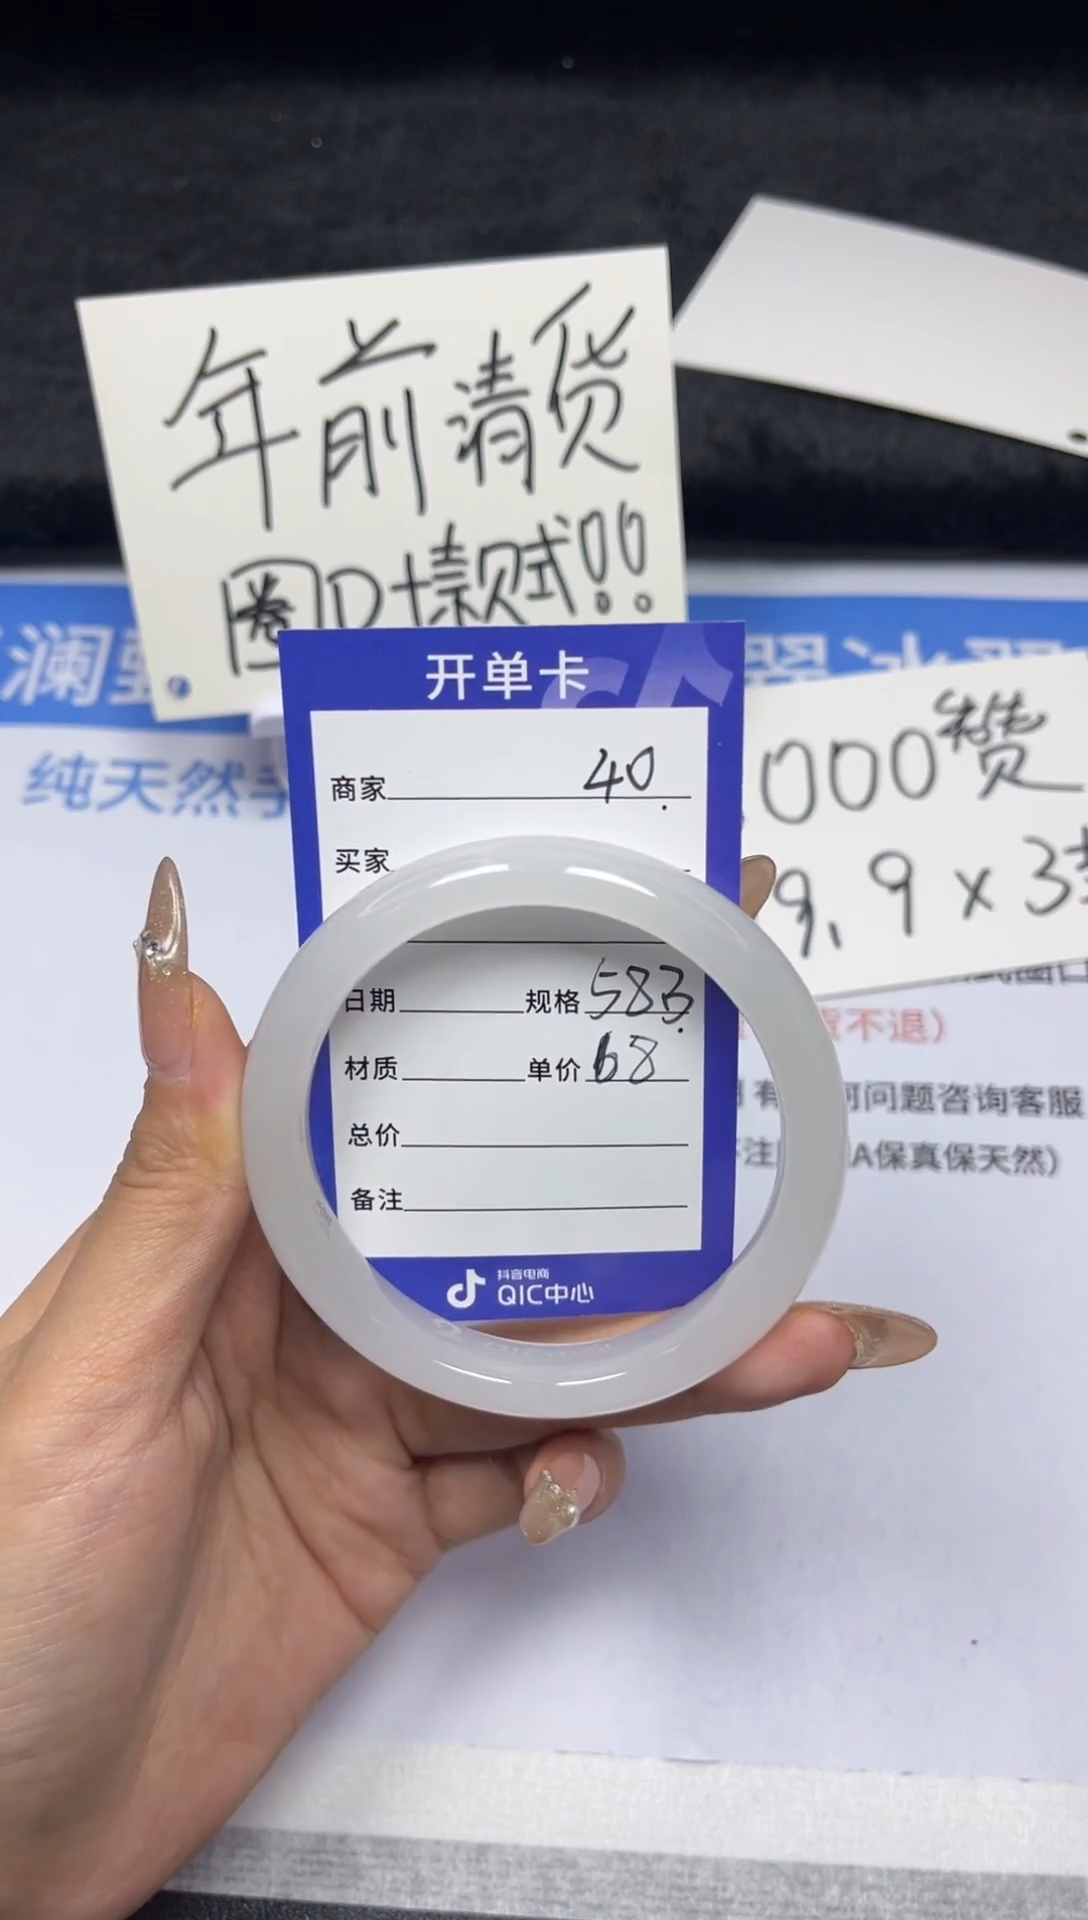 年前清货
圈口+款式!!
澜
纯天然
开单卡
商家 40.
买家
日期 规格 583.
材质 单价 68
总价
备注
抖音电商
QIC中心
000赞
9.9x3
不退)
问题咨询客服
A保真保天然)